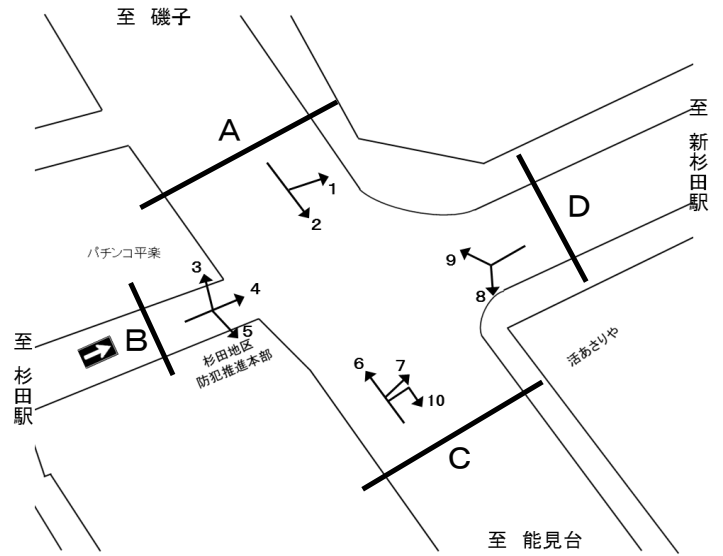 至 磯子
A
至 新杉田駅
1
2
D
パチンコ平楽
9
3
4
8
B
5
至 杉田駅
杉田地区
防犯推進本部
活あさりや
6
7
10
C
至 能見台